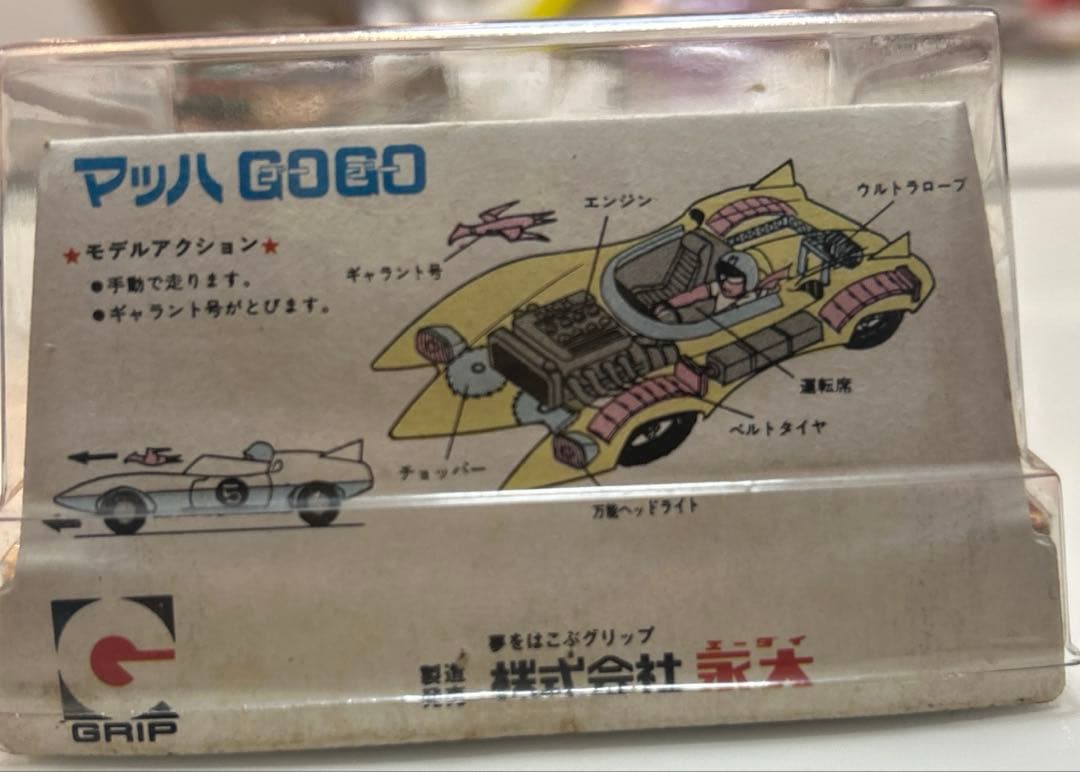 マッハ GOGO
★モデルアクション★
●手動で走ります。
●ギャラント号がとびます。
ギャラント号
エンジン
ウルトラロープ
運転席
ベルトタイヤ
チョッパー
万能ヘッドライト
5
GRIP
夢をはこぶグリップ
製造
発売
株式会社
エーダイ
永大